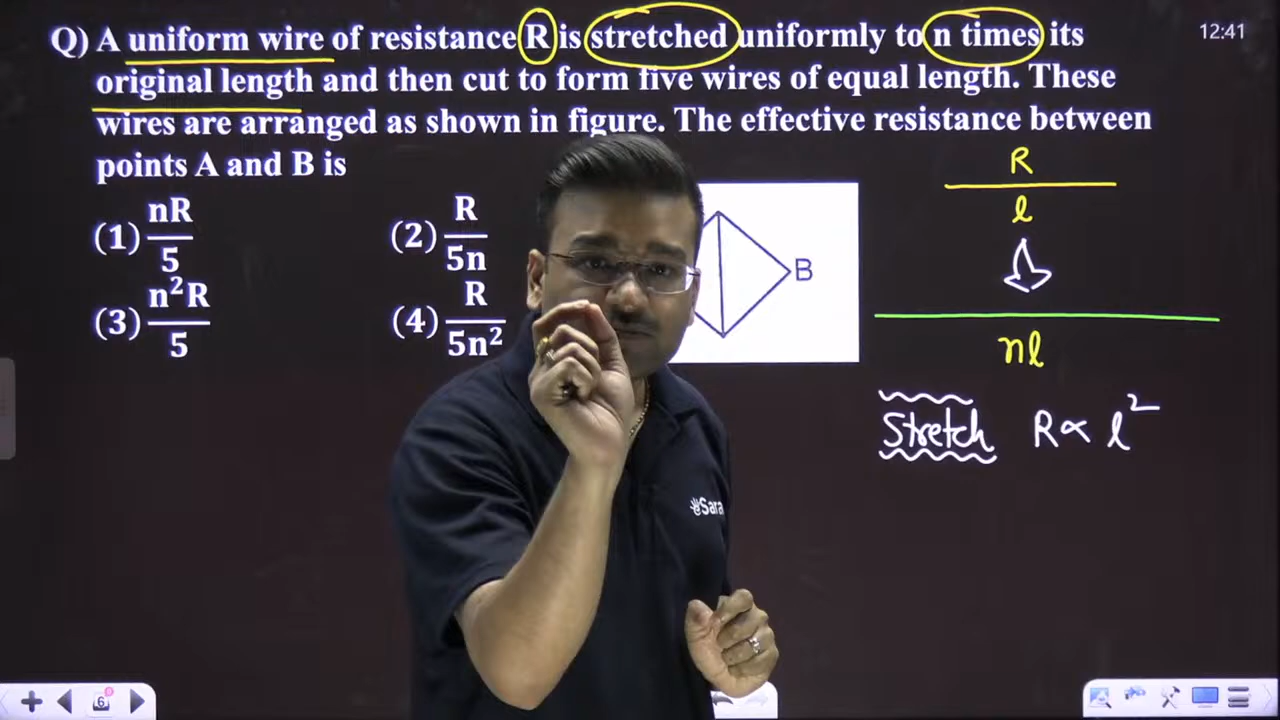 Q) A uniform wire of resistance R is stretched uniformly to n times its
original length and then cut to form five wires of equal length. These
wires are arranged as shown in figure. The effective resistance between
points A and B is
(1) nR/5
(2) R/5n
(3) n²R/5
(4) R/5n²
B
12:41
R
l
nl
Stretch R ∝ l²
eSara
6